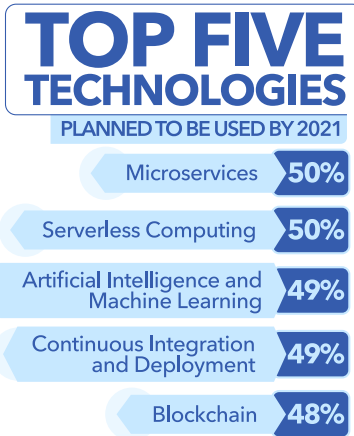 TOP FIVE
TECHNOLOGIES
PLANNED TO BE USED BY 2021
Microservices 50%
Serverless Computing 50%
Artificial Intelligence and
Machine Learning 49%
Continuous Integration
and Deployment 49%
Blockchain 48%